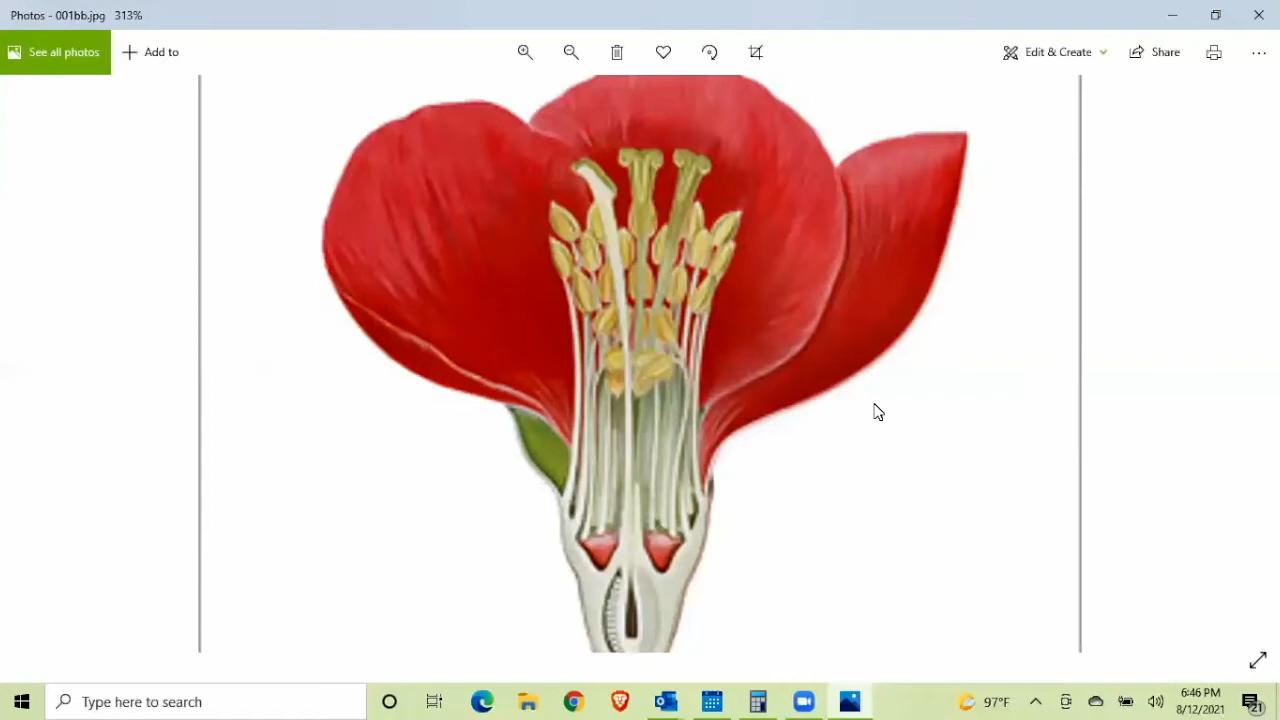 Photos - 001bb.jpg 313%
See all photos
Add to
Edit & Create
Share
Type here to search
97°F
6:46 PM
8/12/2021
21